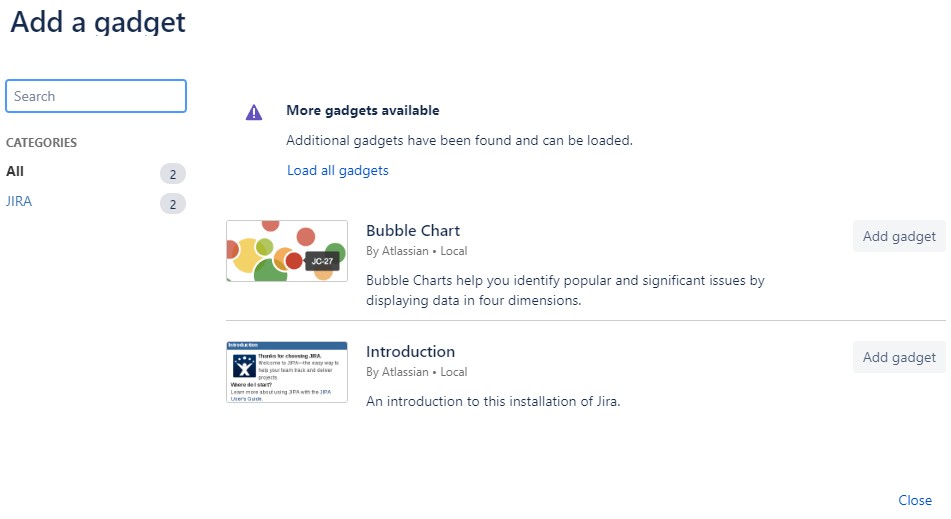 Add a gadget
Search
CATEGORIES
All 2
JIRA 2
More gadgets available
Additional gadgets have been found and can be loaded.
Load all gadgets
JC-27
Bubble Chart
By Atlassian • Local
Bubble Charts help you identify popular and significant issues by
displaying data in four dimensions.
Add gadget
Introduction
Thanks for choosing JIRA.
Welcome to JIRA—the easy way to
help your team track and deliver
projects.
Where do I start?
Learn more about using JIRA with the JIRA
User's Guide.
Introduction
By Atlassian • Local
An introduction to this installation of Jira.
Add gadget
Close